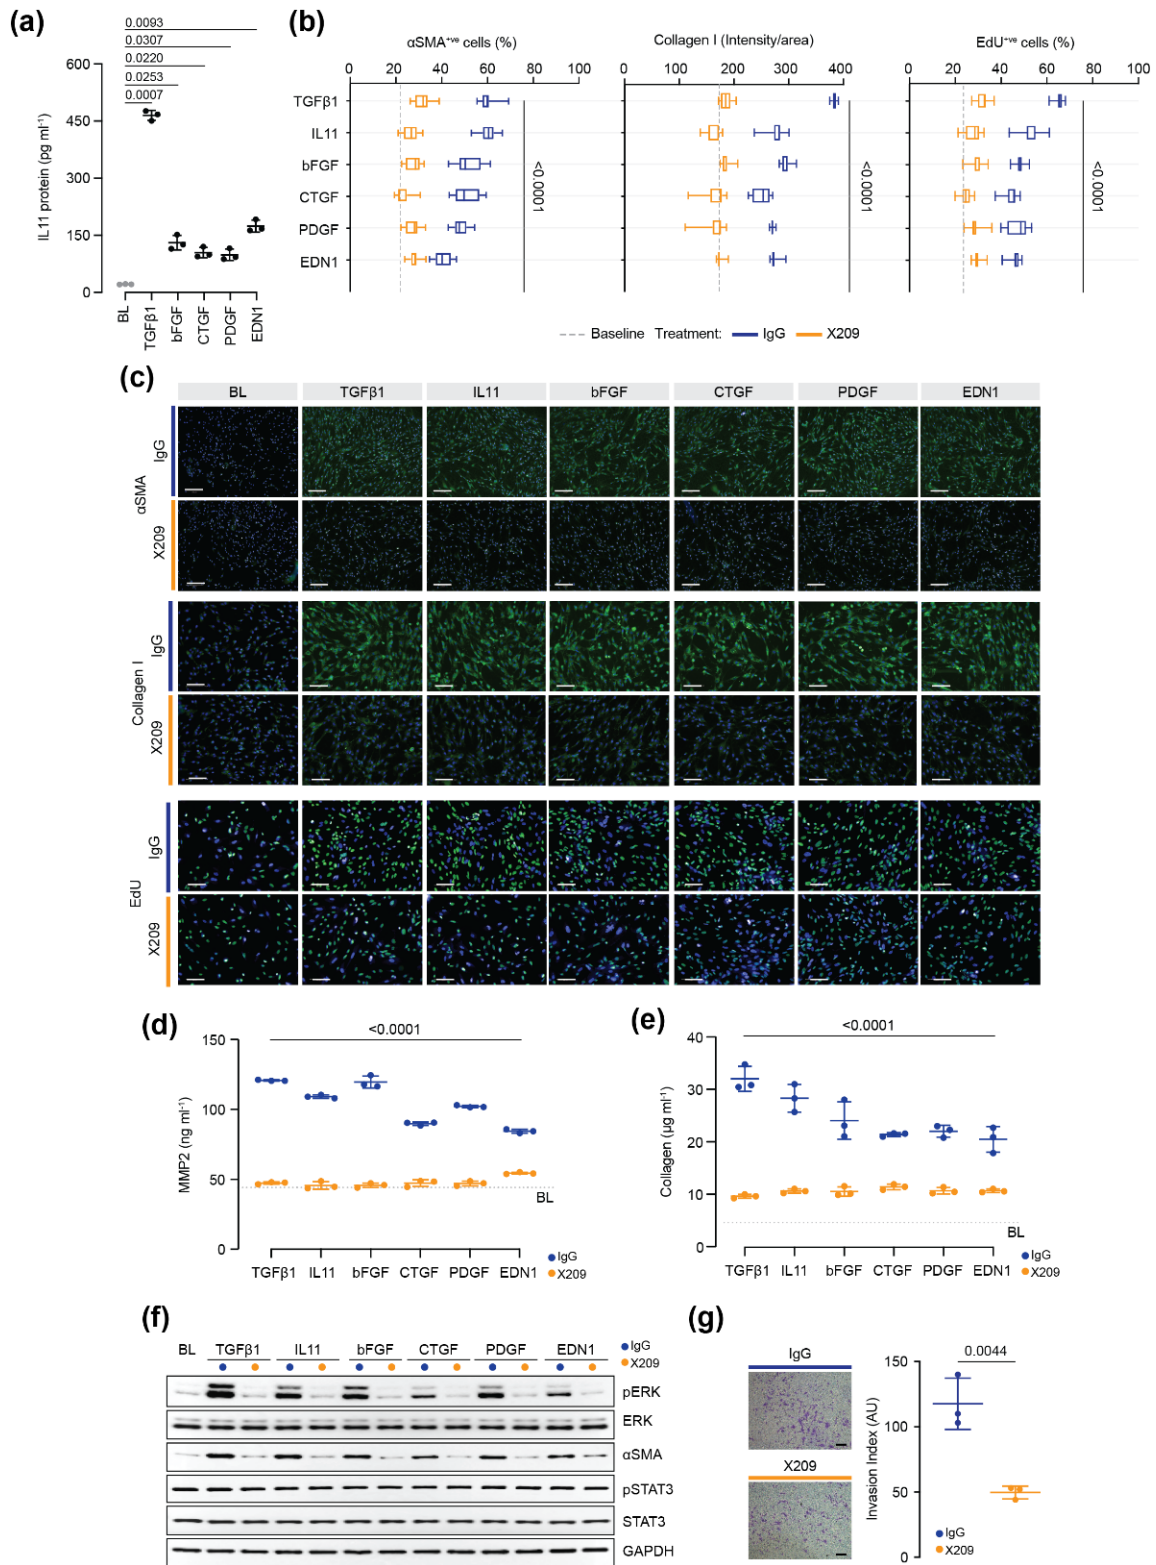 (a)
0.0093
0.0307
0.0220
0.0253
0.0007
600
450
300
150
0
IL11 protein (pg ml⁻¹)
BL
TGFβ1
bFGF
CTGF
PDGF
EDN1
(b)
αSMA⁺ᵛᵉ cells (%)
Collagen I (Intensity/area)
EdU⁺ᵛᵉ cells (%)
0 20 40 60 80 100
0 100 200 300 400
0 20 40 60 80 100
TGFβ1
IL11
bFGF
CTGF
PDGF
EDN1
<0.0001
<0.0001
<0.0001
Baseline Treatment: IgG X209
(c)
BL TGFβ1 IL11 bFGF CTGF PDGF EDN1
αSMA
IgG
X209
Collagen I
IgG
X209
EdU
IgG
X209
(d)
<0.0001
150
100
50
0
MMP2 (ng ml⁻¹)
BL
TGFβ1 IL11 bFGF CTGF PDGF EDN1
IgG
X209
(e)
<0.0001
40
30
20
10
0
Collagen (µg ml⁻¹)
BL
TGFβ1 IL11 bFGF CTGF PDGF EDN1
IgG
X209
(f)
BL TGFβ1 IL11 bFGF CTGF PDGF EDN1
IgG
X209
pERK
ERK
αSMA
pSTAT3
STAT3
GAPDH
(g)
IgG
X209
0.0044
150
100
50
0
Invasion Index (AU)
IgG
X209